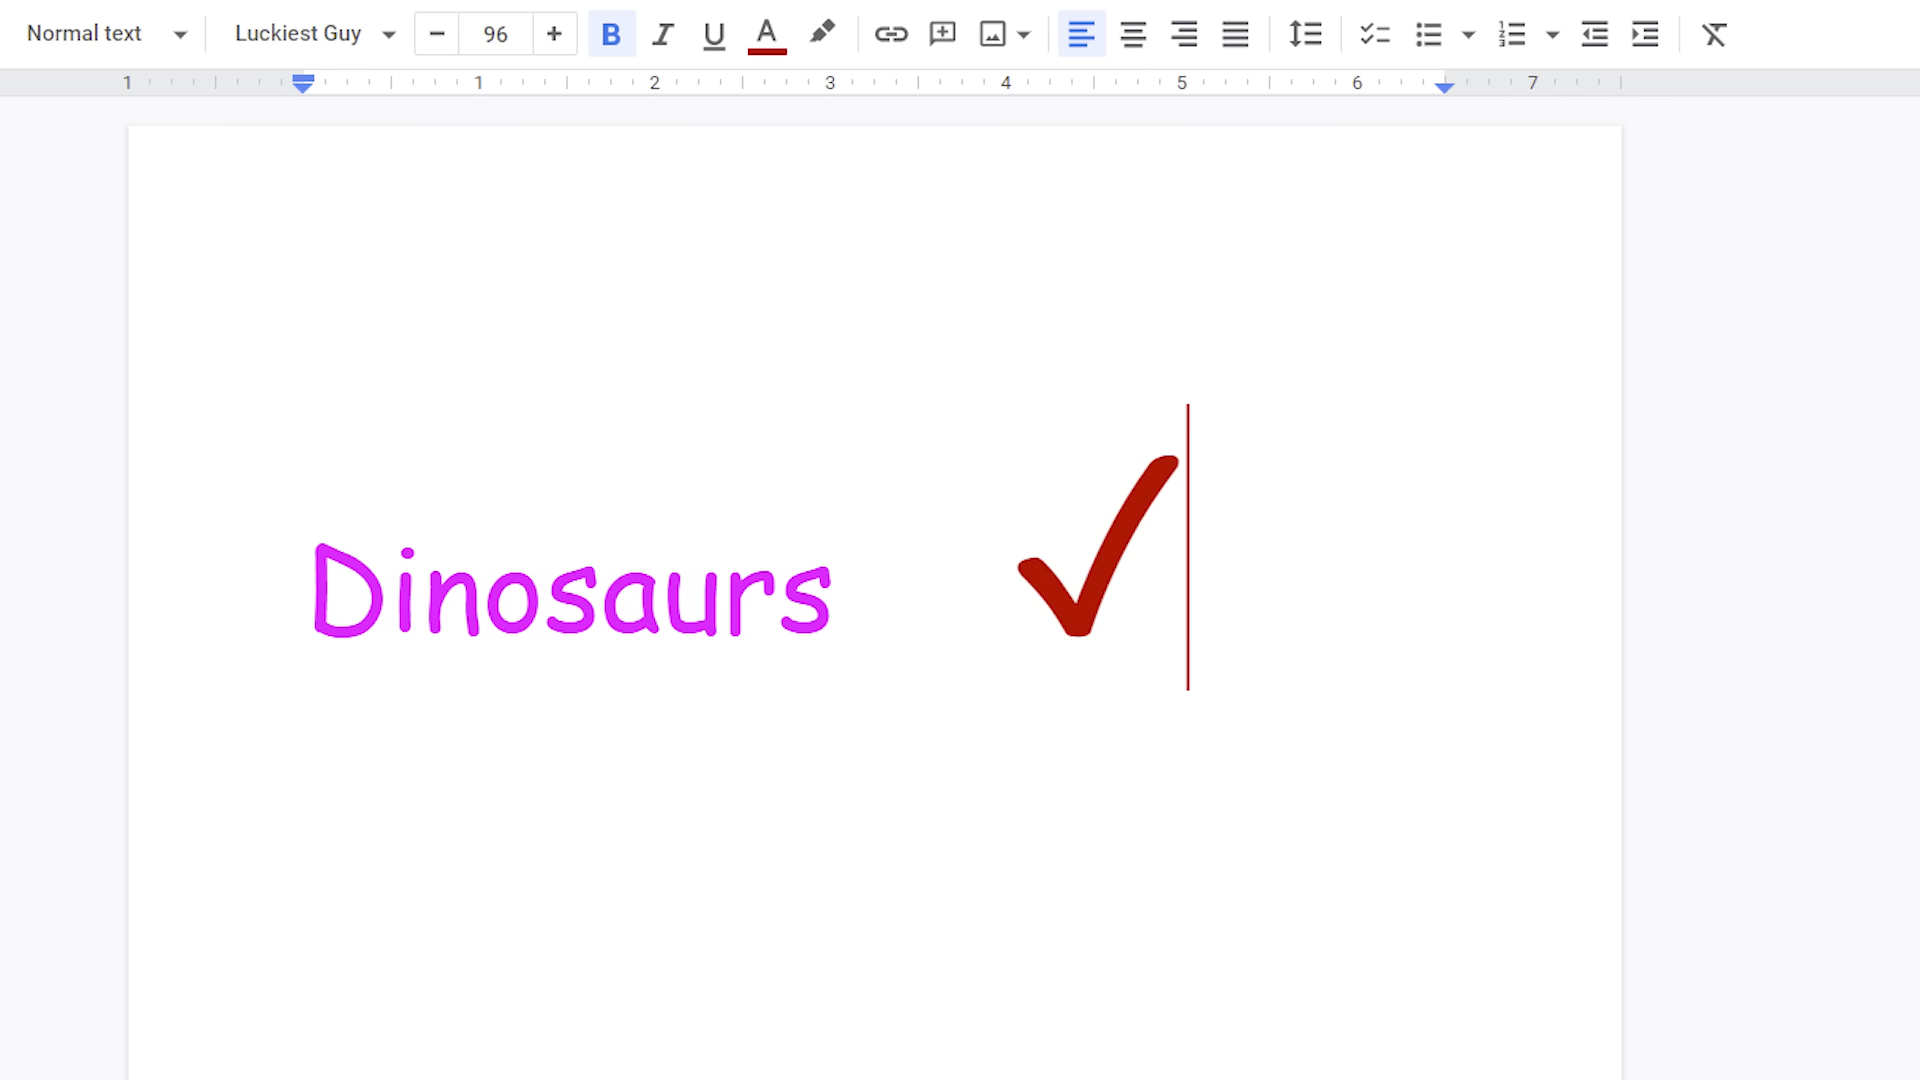 Normal text Luckiest Guy − 96 + B I U A
1 1 2 3 4 5 6 7
Dinosaurs ✓